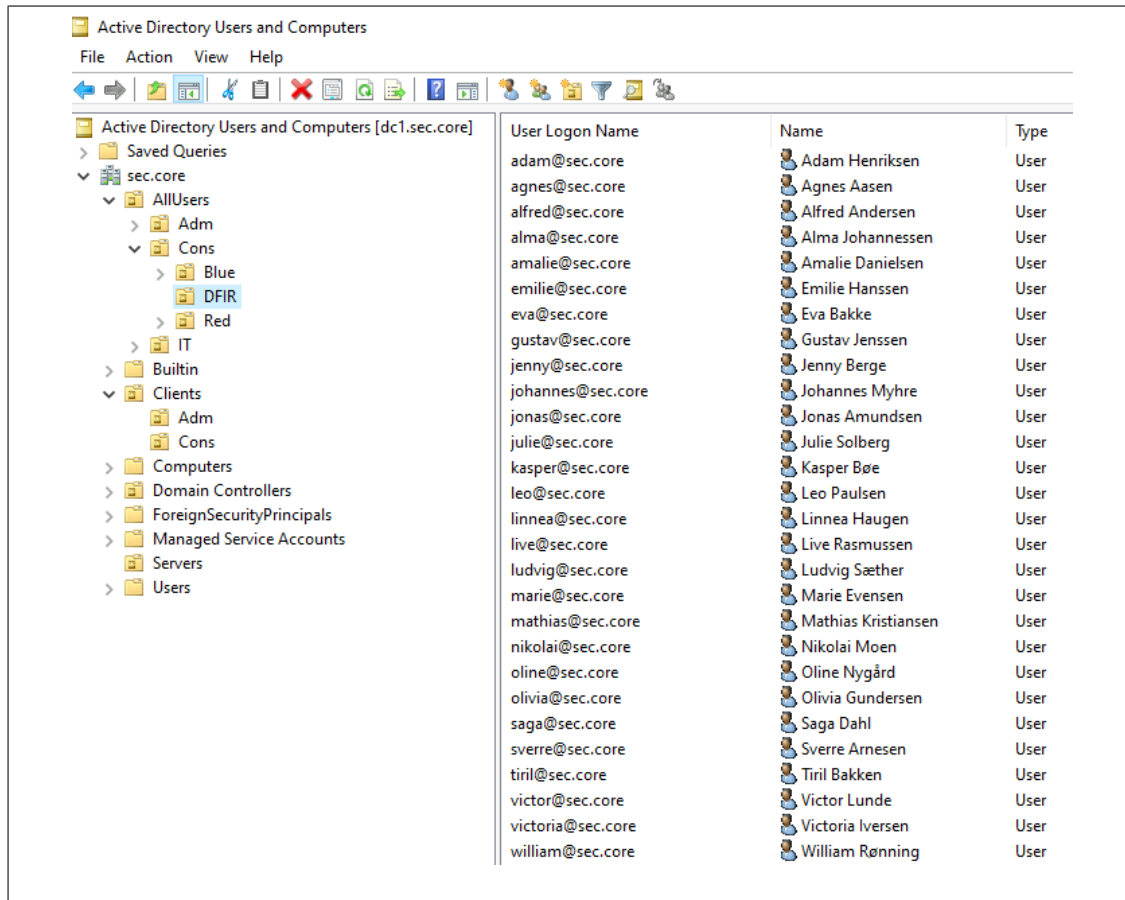 Active Directory Users and Computers
File Action View Help
Active Directory Users and Computers [dc1.sec.core]
Saved Queries
sec.core
AllUsers
Adm
Cons
Blue
DFIR
Red
IT
Builtin
Clients
Adm
Cons
Computers
Domain Controllers
ForeignSecurityPrincipals
Managed Service Accounts
Servers
Users
User Logon Name Name Type
adam@sec.core Adam Henriksen User
agnes@sec.core Agnes Aasen User
alfred@sec.core Alfred Andersen User
alma@sec.core Alma Johannessen User
amalie@sec.core Amalie Danielsen User
emilie@sec.core Emilie Hanssen User
eva@sec.core Eva Bakke User
gustav@sec.core Gustav Jenssen User
jenny@sec.core Jenny Berge User
johannes@sec.core Johannes Myhre User
jonas@sec.core Jonas Amundsen User
julie@sec.core Julie Solberg User
kasper@sec.core Kasper Bøe User
leo@sec.core Leo Paulsen User
linnea@sec.core Linnea Haugen User
live@sec.core Live Rasmussen User
ludvig@sec.core Ludvig Sæther User
marie@sec.core Marie Evensen User
mathias@sec.core Mathias Kristiansen User
nikolai@sec.core Nikolai Moen User
oline@sec.core Oline Nygård User
olivia@sec.core Olivia Gundersen User
saga@sec.core Saga Dahl User
sverre@sec.core Sverre Arnesen User
tiril@sec.core Tiril Bakken User
victor@sec.core Victor Lunde User
victoria@sec.core Victoria Iversen User
william@sec.core William Rønning User